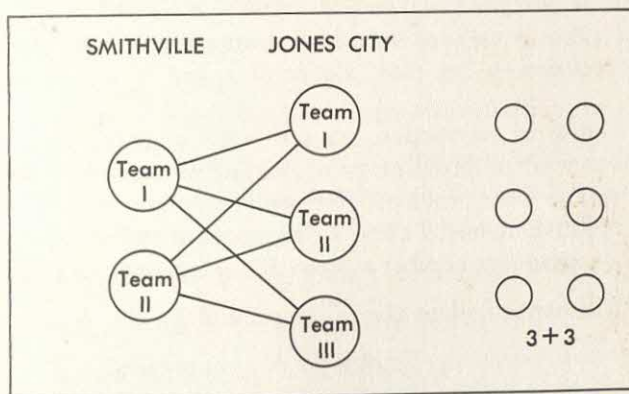 SMITHVILLE JONES CITY
Team
I
Team
I
Team
II
Team
II
Team
III
3+3